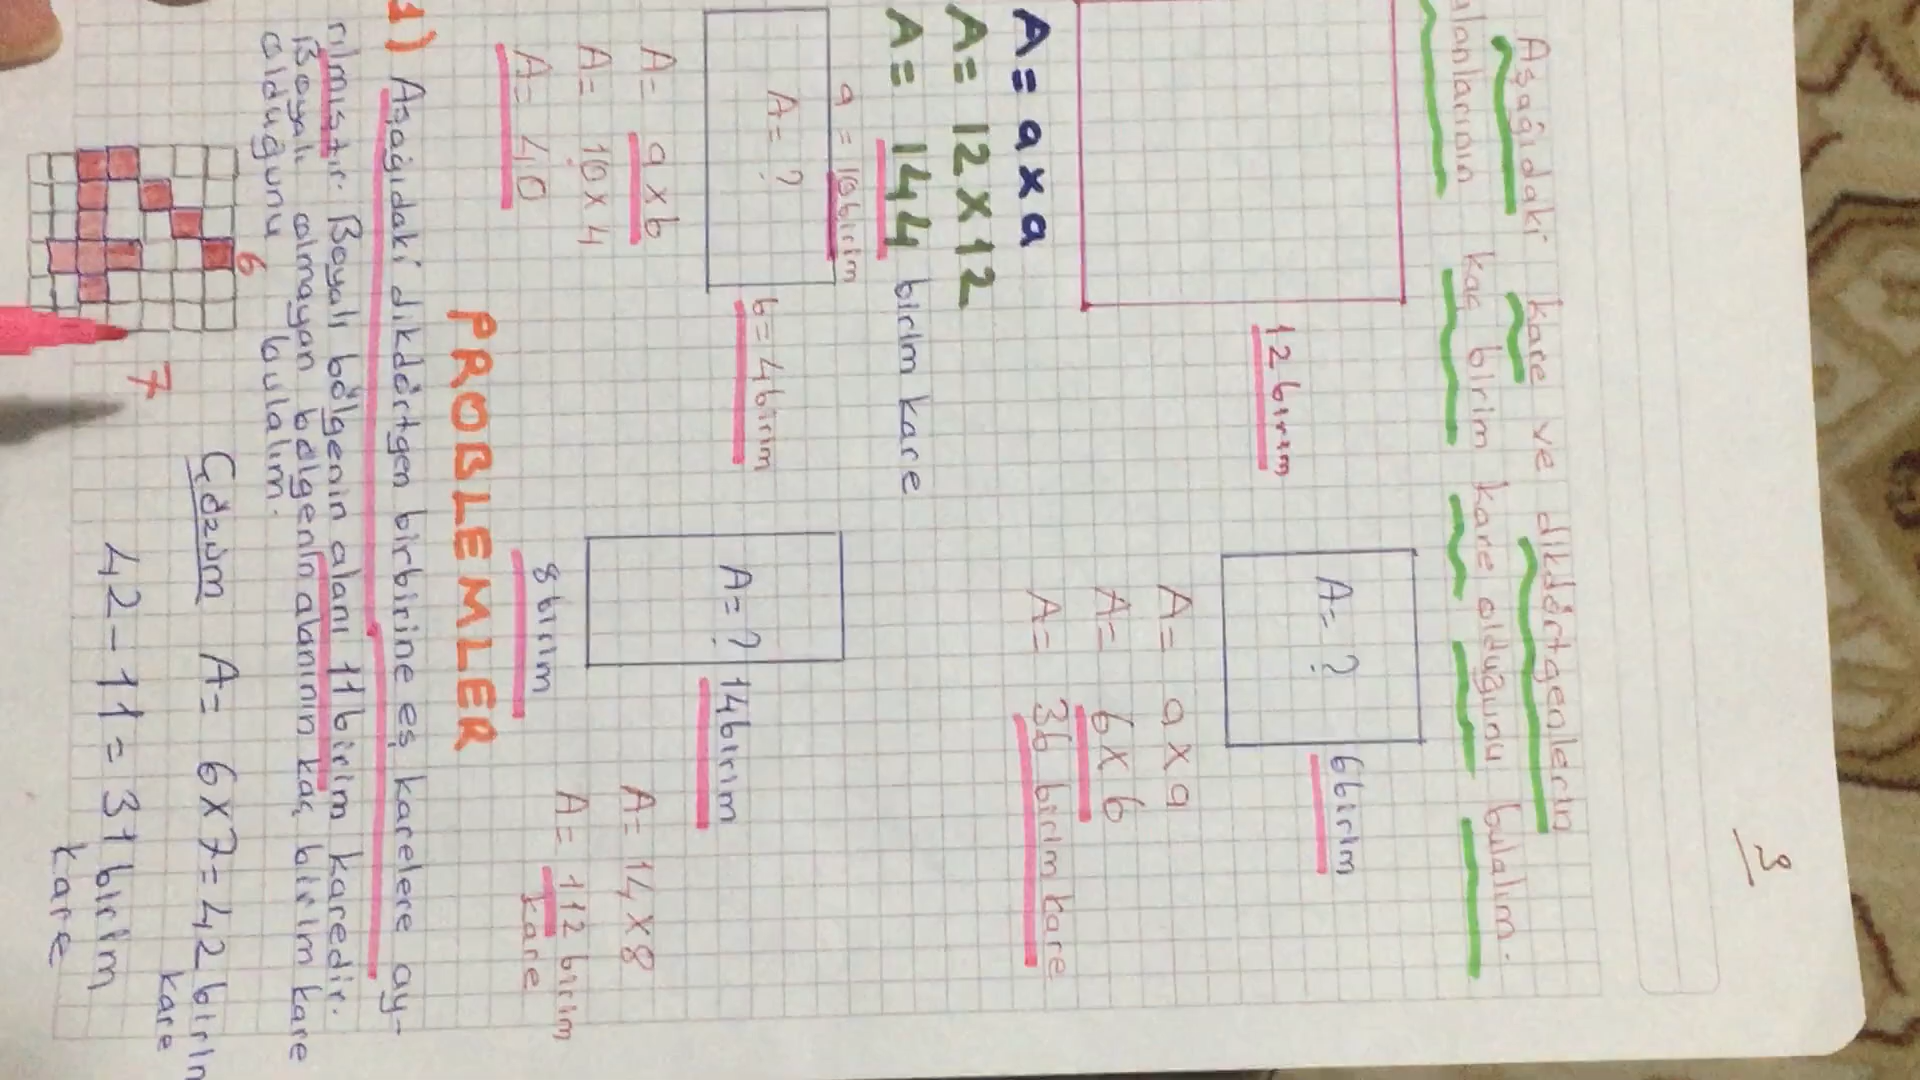 3
Aşağıdaki kare ve dikdörtgenlerin
alanlarının kaç birim kare olduğunu bulalım.
12 birim
A = a x a
A = 12 x 12
A = 144 birim kare
A = ?
6 birim
A = a x a
A = 6 x 6
A = 36 birim kare
a = 10 birim
A = ?
b = 4 birim
A = a x b
A = 10 x 4
A = 40
A = ?
14 birim
8 birim
A = 14 x 8
A = 112 birim
kare
PROBLEMLER
1) Aşağıdaki dikdörtgen birbirine eş karelere ay-
rılmıştır. Boyalı bölgenin alanı 11 birim karedir.
Boyalı olmayan bölgenin alanının kaç birim kare
olduğunu bulalım.
6
7
Çözüm A = 6 x 7 = 42 birim
kare
42 - 11 = 31 birim
kare